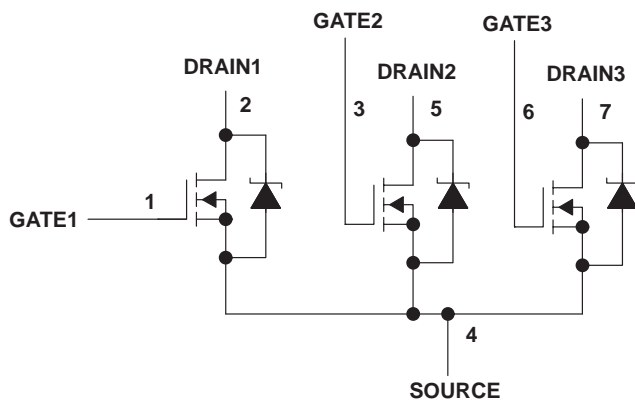 GATE2
GATE3
DRAIN1
DRAIN2
DRAIN3
2
3
5
6
7
1
GATE1
4
SOURCE